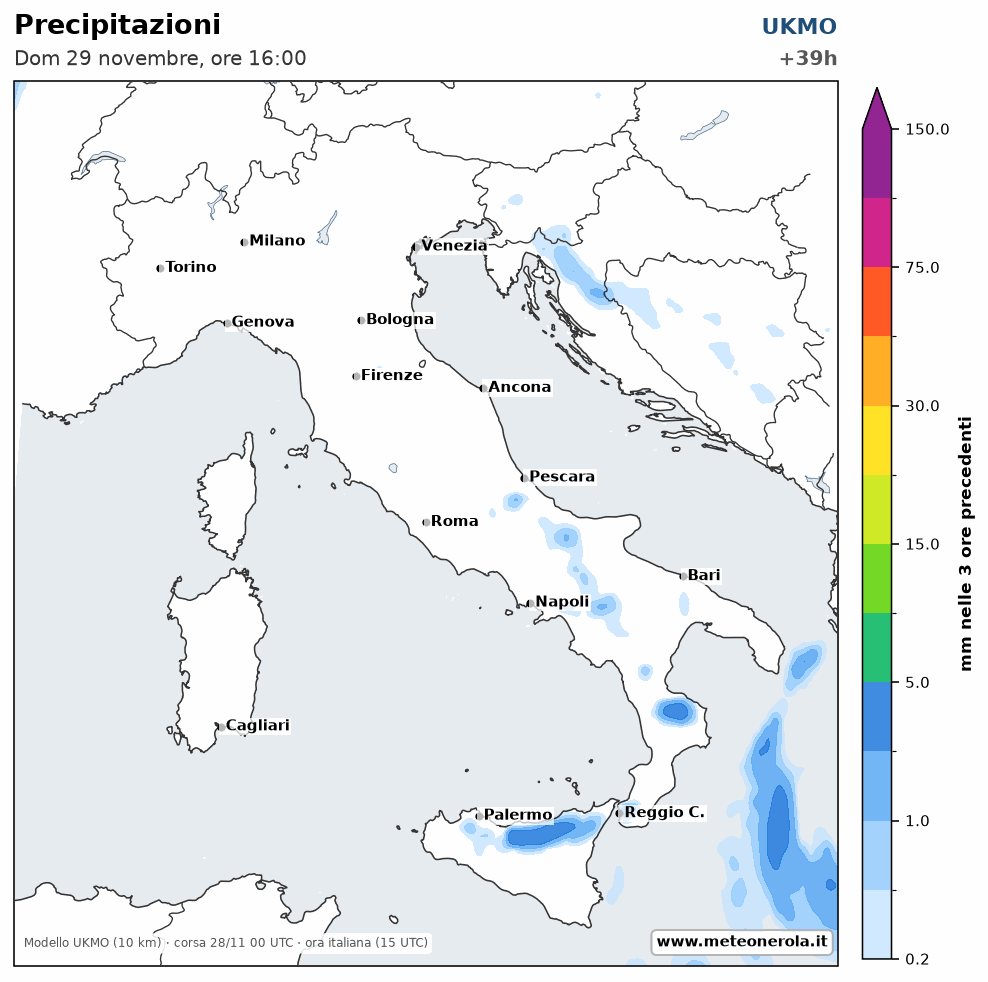 Precipitazioni
UKMO
Dom 29 novembre, ore 16:00
+39h
150.0
75.0
30.0
15.0
5.0
1.0
0.2
mm nelle 3 ore precedenti
Milano
Venezia
Torino
Genova
Bologna
Firenze
Ancona
Pescara
Roma
Bari
Napoli
Cagliari
Palermo
Reggio C.
Modello UKMO (10 km) · corsa 28/11 00 UTC · ora italiana (15 UTC)
www.meteonerola.it